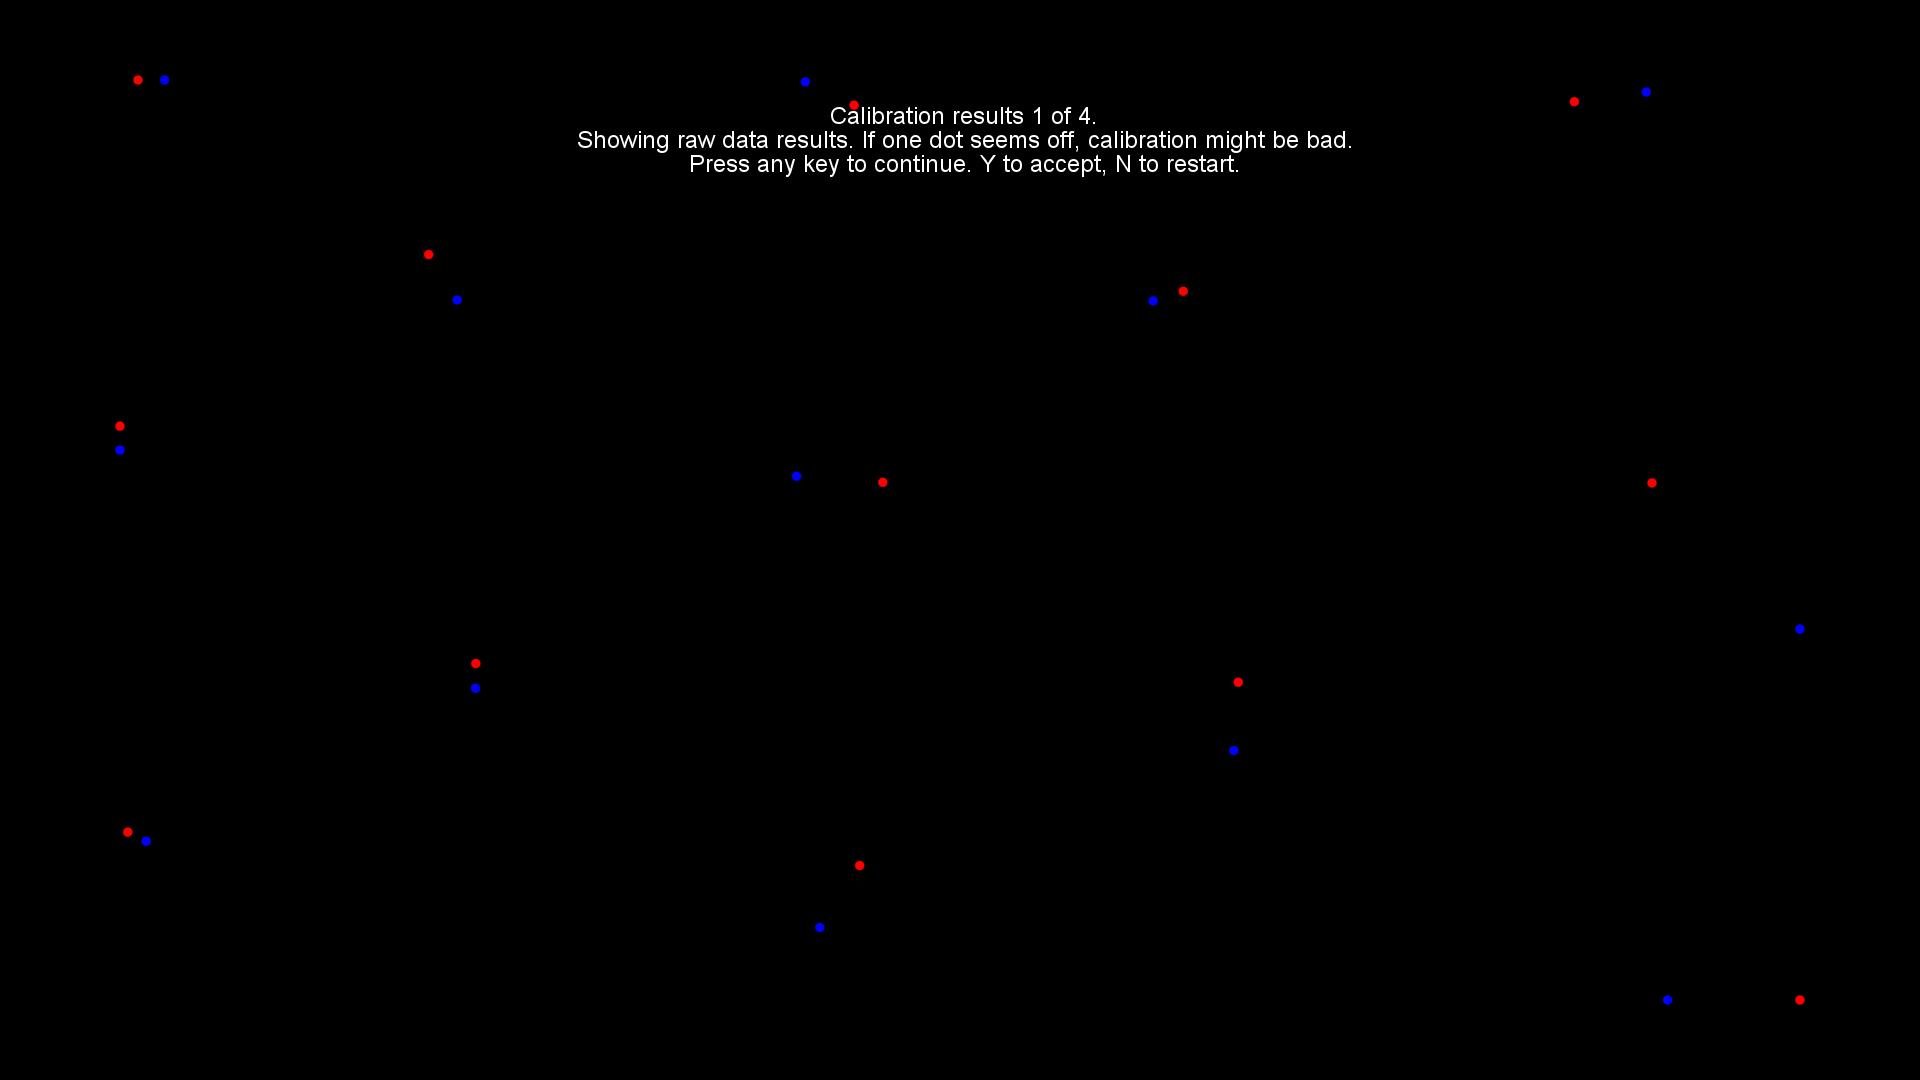 Calibration results 1 of 4.
Showing raw data results. If one dot seems off, calibration might be bad.
Press any key to continue. Y to accept, N to restart.